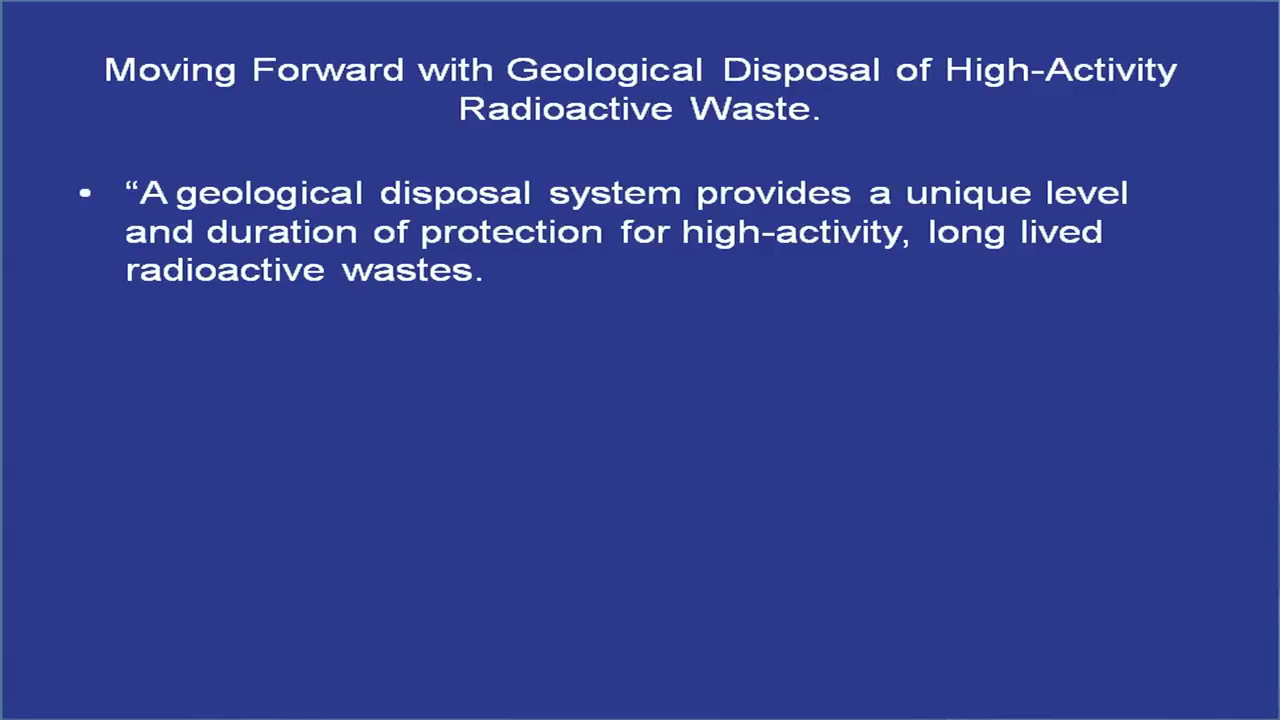 Moving Forward with Geological Disposal of High-Activity
Radioactive Waste.
• “A geological disposal system provides a unique level
and duration of protection for high-activity, long lived
radioactive wastes.